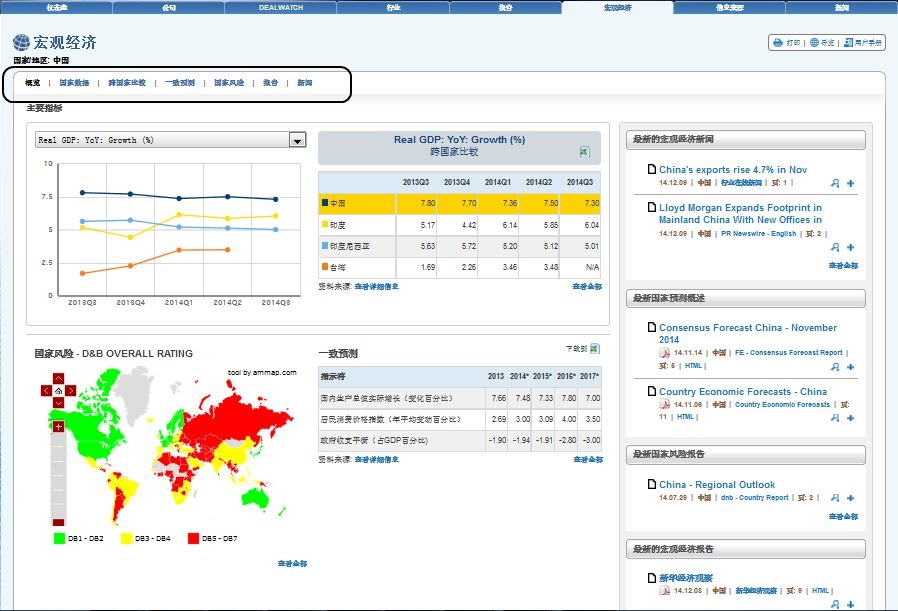 仪表盘 公司 DEALWATCH 行业 报价 宏观经济 信息来源 新闻
宏观经济
打印 | 导览 | 用户手册
国家/地区: 中国
概览 | 国家数据 | 跨国家比较 | 一致预测 | 国家风险 | 报告 | 新闻
主要指标
Real GDP: YoY: Growth (%)
10
7.5
5
2.5
0
2013Q3 2013Q4 2014Q1 2014Q2 2014Q3
Real GDP: YoY: Growth (%)
跨国家比较
2013Q3 2013Q4 2014Q1 2014Q2 2014Q3
中国 7.80 7.70 7.36 7.50 7.30
印度 5.17 4.42 6.14 5.85 6.04
印度尼西亚 5.63 5.72 5.20 5.12 5.01
台湾 1.69 2.26 3.46 3.48 N/A
资料来源: 查看详细信息 查看全部
国家风险 - D&B OVERALL RATING
tool by ammap.com
DB1 - DB2 DB3 - DB4 DB5 - DB7
查看全部
一致预测
下载到
指示符 2013 2014* 2015* 2016* 2017*
国内生产总值实际增长（变化百分比） 7.66 7.48 7.33 7.80 7.00
居民消费价格指数（年平均变动百分比） 2.69 3.00 3.09 4.00 3.50
政府收支平衡（占GDP百分比） -1.90 -1.94 -1.91 -2.80 -3.00
资料来源: 查看详细信息 查看全部
最新的宏观经济新闻
China's exports rise 4.7% in Nov
14.12.09 | 中国 | 行业在线新闻 | 页: 1 |
Lloyd Morgan Expands Footprint in
Mainland China With New Offices in
14.12.09 | 中国 | PR Newswire - English | 页: 2 |
查看全部
最新国家预测概述
Consensus Forecast China - November
2014
14.11.14 | 中国 | FE - Consensus Forecast Report |
页: 5 | HTML |
Country Economic Forecasts - China
14.11.06 | 中国 | Country Economic Forecasts | 页:
11 | HTML |
最新国家风险报告
China - Regional Outlook
14.07.29 | 中国 | dnb - Country Report | 页: 2 |
查看全部
最新的宏观经济报告
新华经济观察
14.12.08 | 中国 | 新华经济观察 | 页: 9 | HTML |